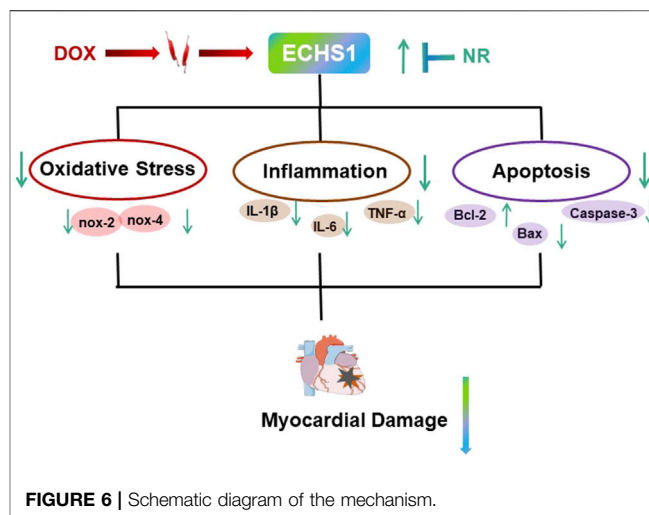 DOX
ECHS1
NR
Oxidative Stress
Inflammation
Apoptosis
nox-2
nox-4
IL-1β
IL-6
TNF-α
Bcl-2
Bax
Caspase-3
Myocardial Damage
FIGURE 6 | Schematic diagram of the mechanism.